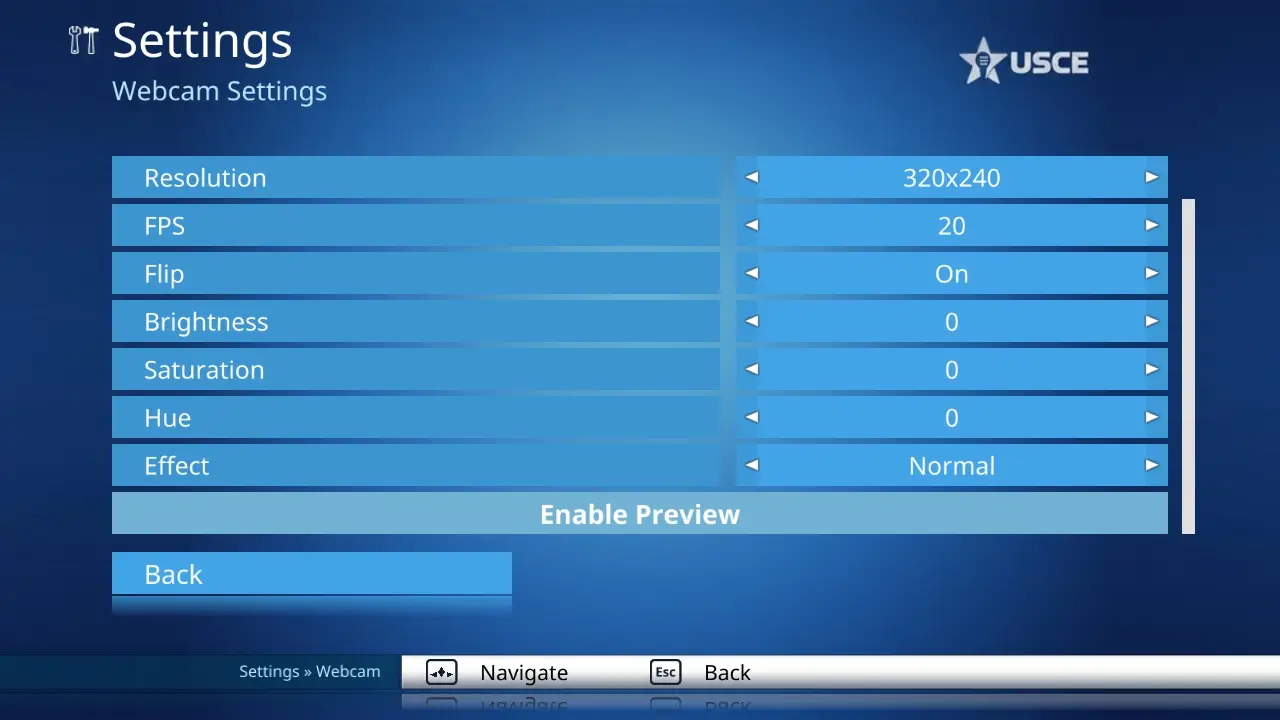 Settings
Webcam Settings
USCE
Resolution 320x240
FPS 20
Flip On
Brightness 0
Saturation 0
Hue 0
Effect Normal
Enable Preview
Back
Settings » Webcam Navigate Esc Back